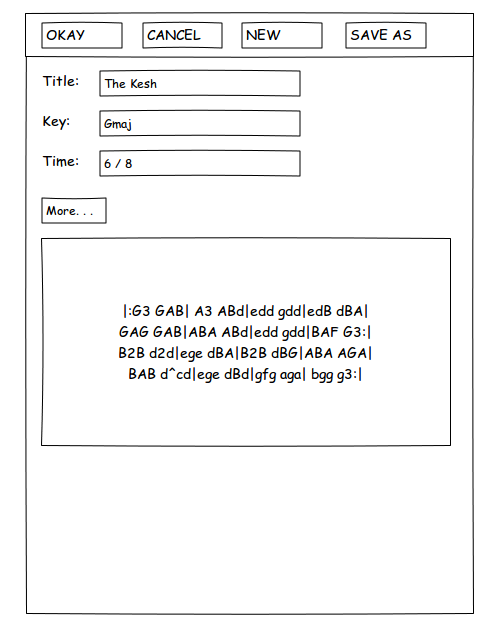 OKAY CANCEL NEW SAVE AS
Title: The Kesh
Key: Gmaj
Time: 6 / 8
More. . .
|:G3 GAB| A3 ABd|edd gdd|edB dBA|
GAG GAB|ABA ABd|edd gdd|BAF G3:|
B2B d2d|ege dBA|B2B dBG|ABA AGA|
BAB d^cd|ege dBd|gfg aga| bgg g3:|